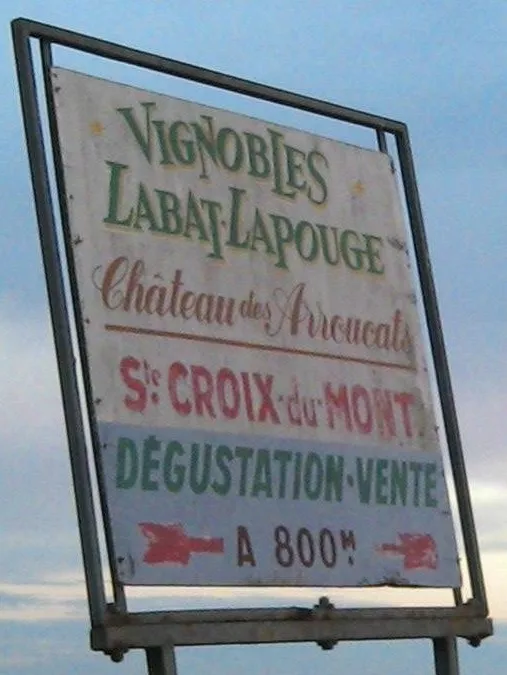 VIGNOBLES
LABAT-LAPOUGE
Château des Arroucats
Ste CROIX-du-MONT
DÉGUSTATION-VENTE
A 800M